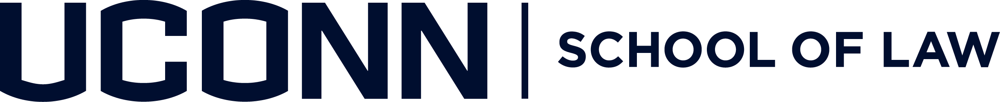 UCONN | SCHOOL OF LAW